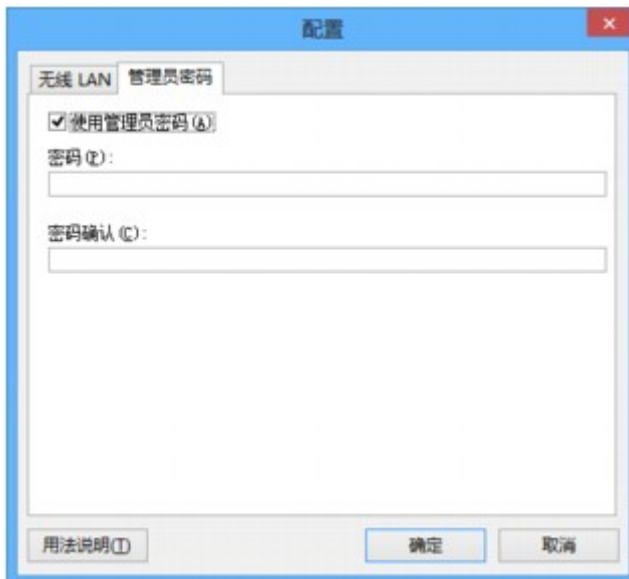 配置
无线 LAN 管理员密码
使用管理员密码(A)
密码(P):
密码确认(C):
用法说明(I) 确定 取消